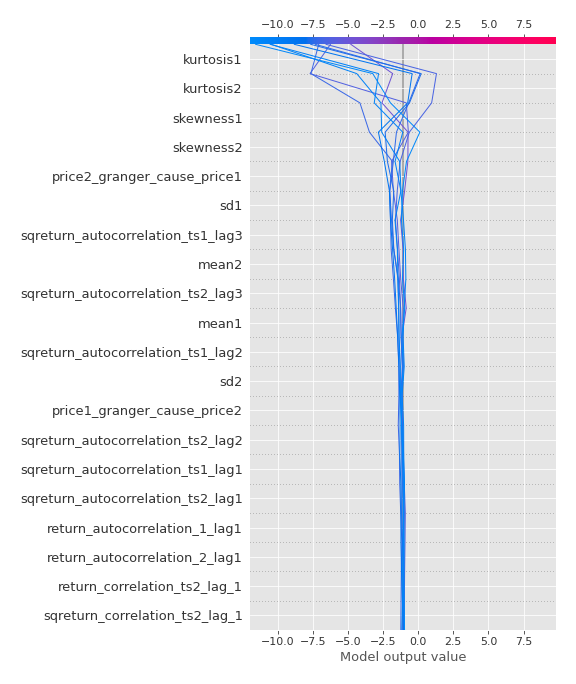 −10.0 −7.5 −5.0 −2.5 0.0 2.5 5.0 7.5
kurtosis1
kurtosis2
skewness1
skewness2
price2_granger_cause_price1
sd1
sqreturn_autocorrelation_ts1_lag3
mean2
sqreturn_autocorrelation_ts2_lag3
mean1
sqreturn_autocorrelation_ts1_lag2
sd2
price1_granger_cause_price2
sqreturn_autocorrelation_ts2_lag2
sqreturn_autocorrelation_ts1_lag1
sqreturn_autocorrelation_ts2_lag1
return_autocorrelation_1_lag1
return_autocorrelation_2_lag1
return_correlation_ts2_lag_1
sqreturn_correlation_ts2_lag_1
−10.0 −7.5 −5.0 −2.5 0.0 2.5 5.0 7.5
Model output value